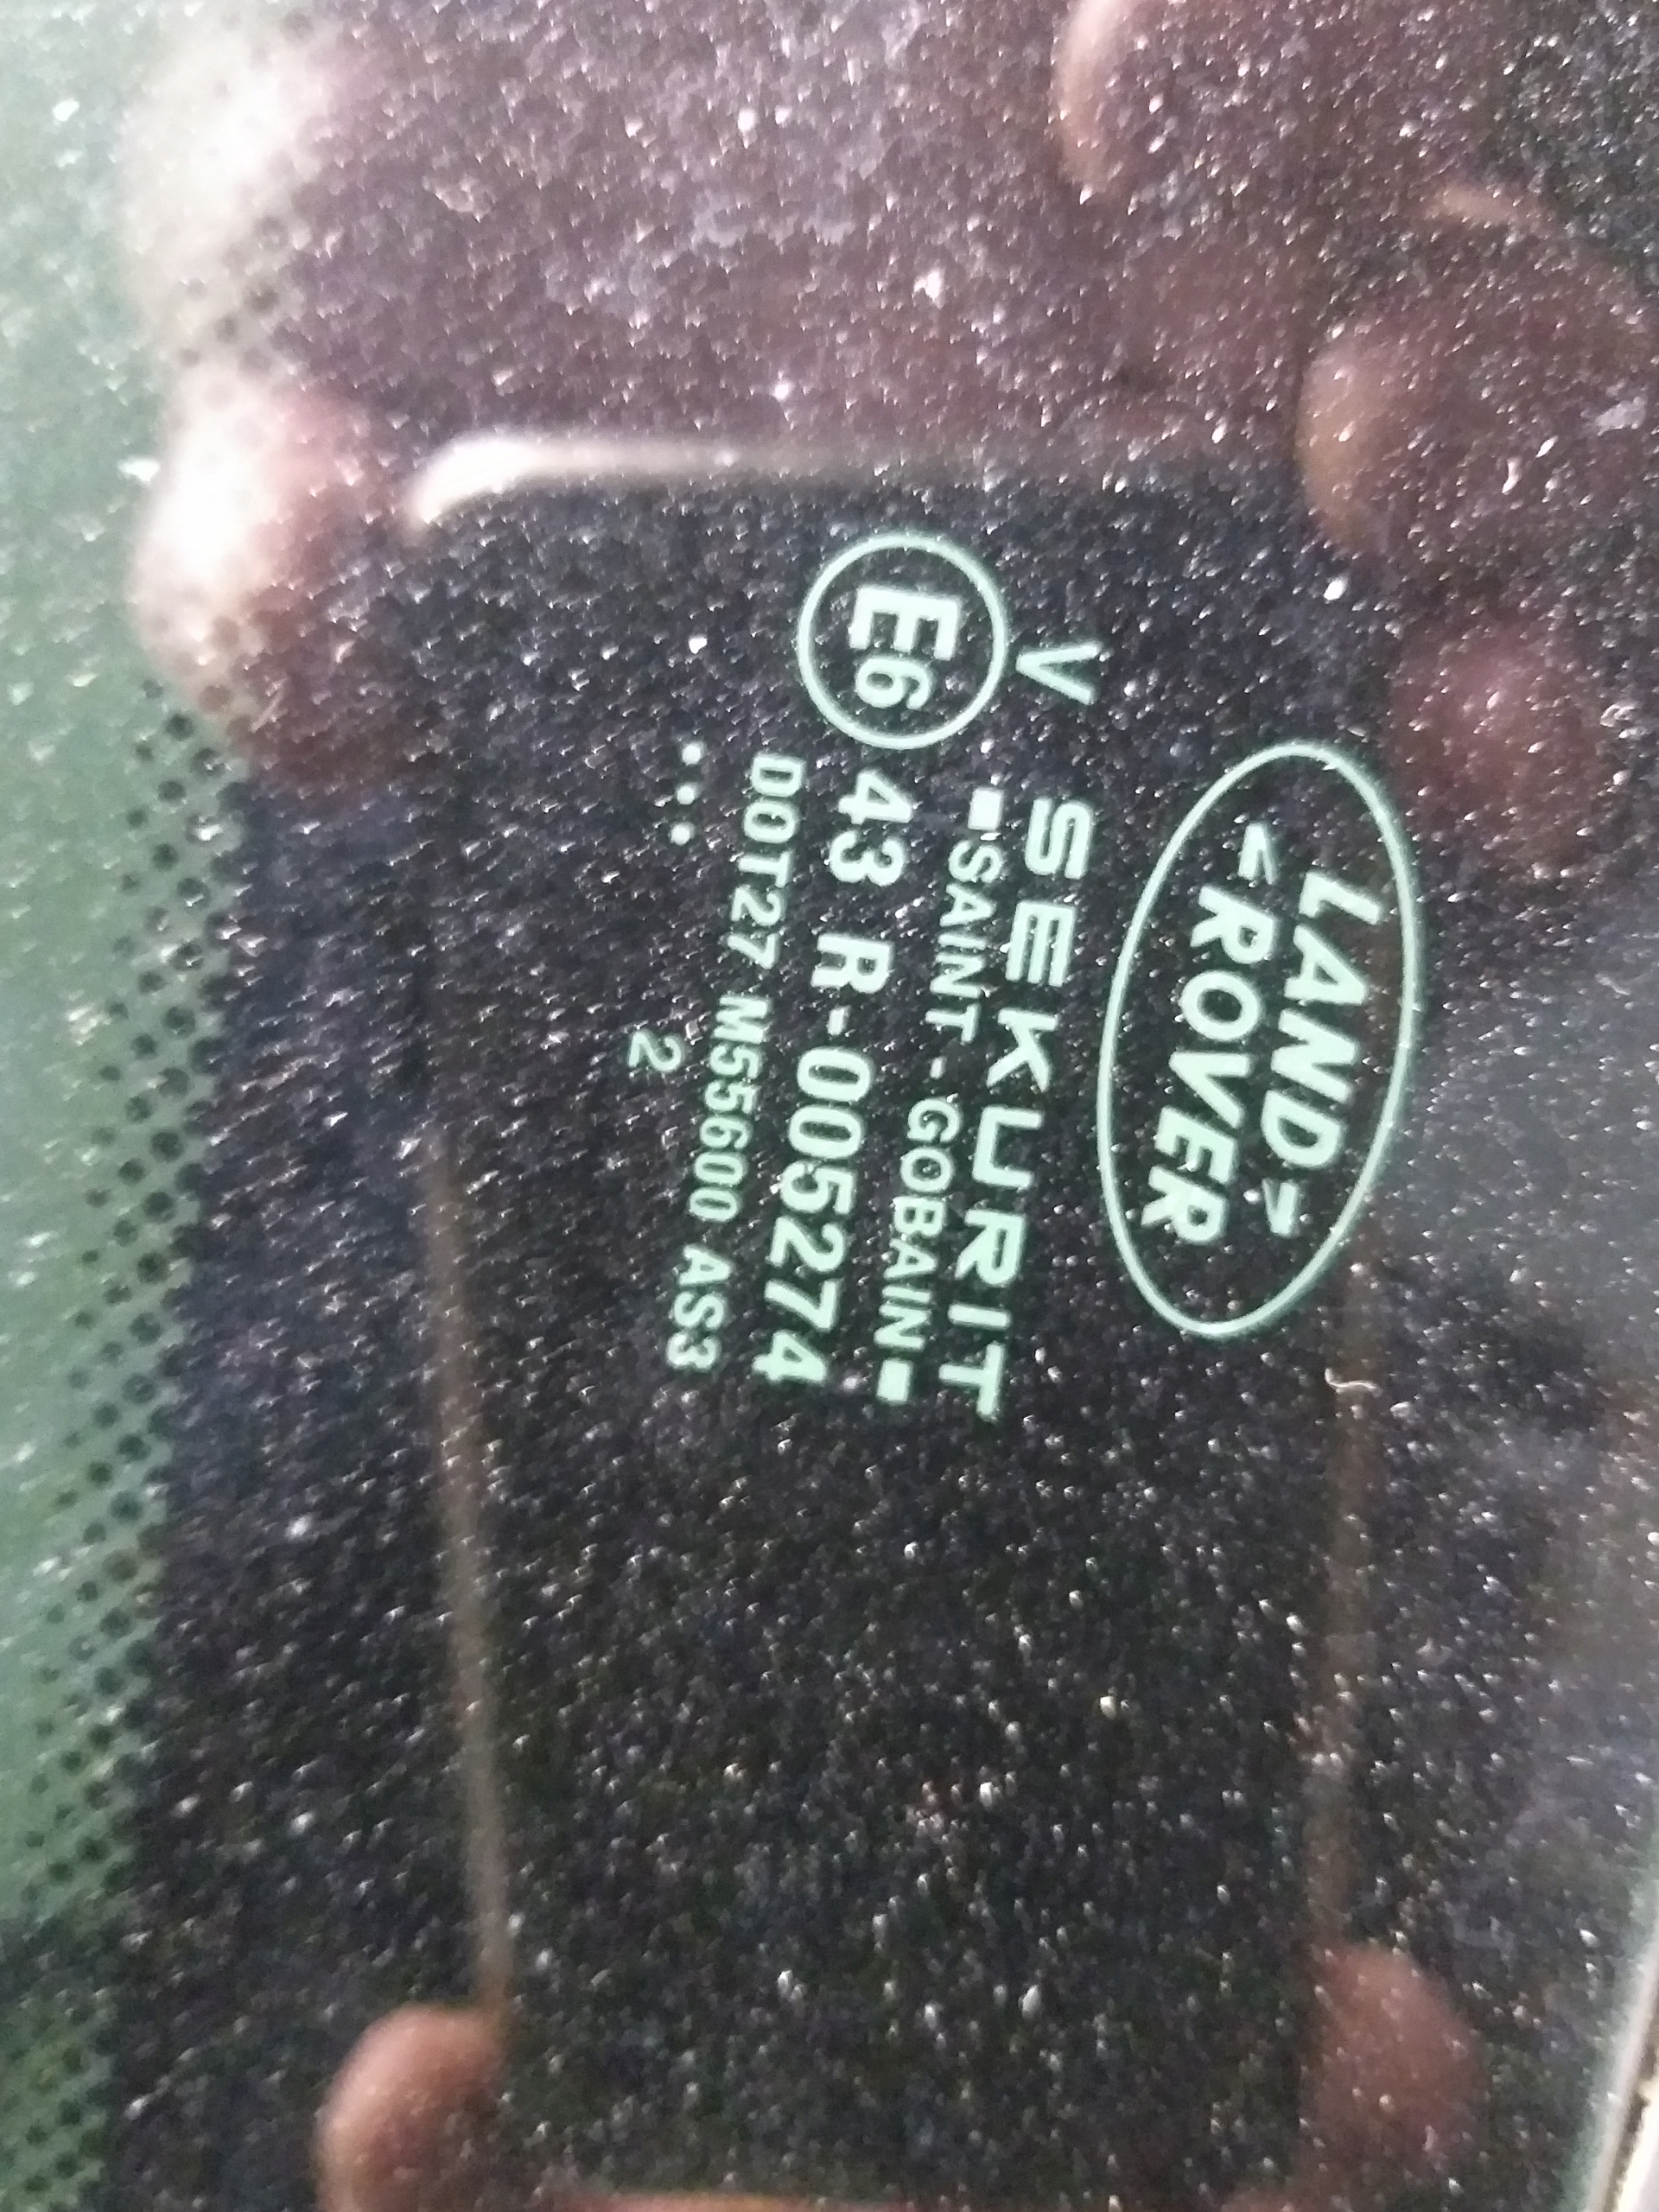 LAND
ROVER
V SEKURIT
SAINT-GOBAIN
E6 43 R-005274
DOT27 M55600 AS3
...
2